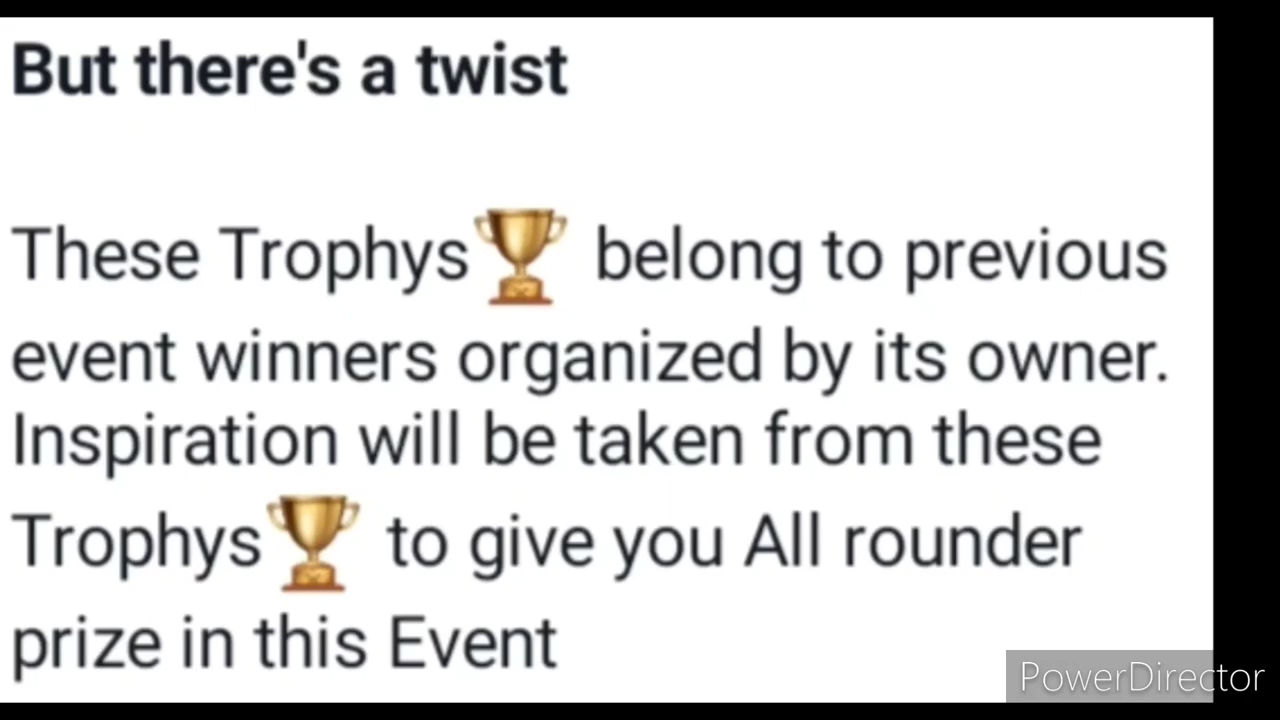 But there's a twist
These Trophys🏆 belong to previous
event winners organized by its owner.
Inspiration will be taken from these
Trophys🏆 to give you All rounder
prize in this Event
PowerDirector